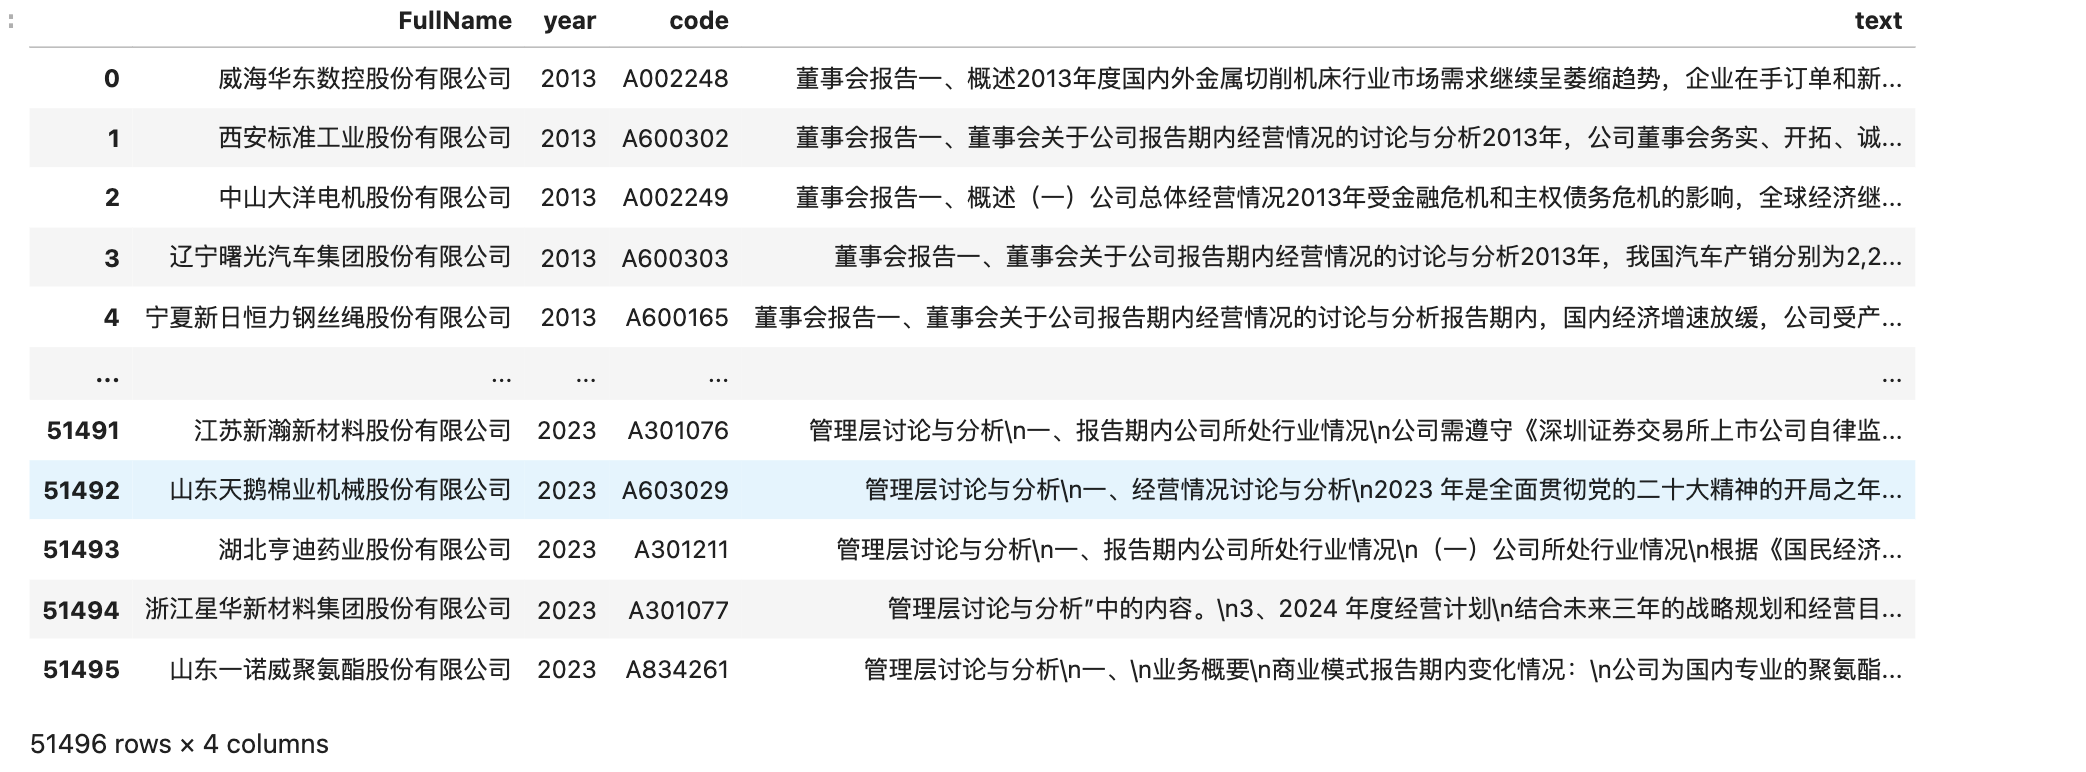 FullName year code text
0 威海华东数控股份有限公司 2013 A002248 董事会报告一、概述2013年度国内外金属切削机床行业市场需求继续呈萎缩趋势，企业在手订单和新...
1 西安标准工业股份有限公司 2013 A600302 董事会报告一、董事会关于公司报告期内经营情况的讨论与分析2013年，公司董事会务实、开拓、诚...
2 中山大洋电机股份有限公司 2013 A002249 董事会报告一、概述（一）公司总体经营情况2013年受金融危机和主权债务危机的影响，全球经济继...
3 辽宁曙光汽车集团股份有限公司 2013 A600303 董事会报告一、董事会关于公司报告期内经营情况的讨论与分析2013年，我国汽车产销分别为2,2...
4 宁夏新日恒力钢丝绳股份有限公司 2013 A600165 董事会报告一、董事会关于公司报告期内经营情况的讨论与分析报告期内，国内经济增速放缓，公司受产...
... ... ... ... ...
51491 江苏新瀚新材料股份有限公司 2023 A301076 管理层讨论与分析\n一、报告期内公司所处行业情况\n公司需遵守《深圳证券交易所上市公司自律监...
51492 山东天鹅棉业机械股份有限公司 2023 A603029 管理层讨论与分析\n一、经营情况讨论与分析\n2023 年是全面贯彻党的二十大精神的开局之年...
51493 湖北亨迪药业股份有限公司 2023 A301211 管理层讨论与分析\n一、报告期内公司所处行业情况\n（一）公司所处行业情况\n根据《国民经济...
51494 浙江星华新材料集团股份有限公司 2023 A301077 管理层讨论与分析”中的内容。\n3、2024 年度经营计划\n结合未来三年的战略规划和经营目...
51495 山东一诺威聚氨酯股份有限公司 2023 A834261 管理层讨论与分析\n一、\n业务概要\n商业模式报告期内变化情况：\n公司为国内专业的聚氨酯...
51496 rows × 4 columns